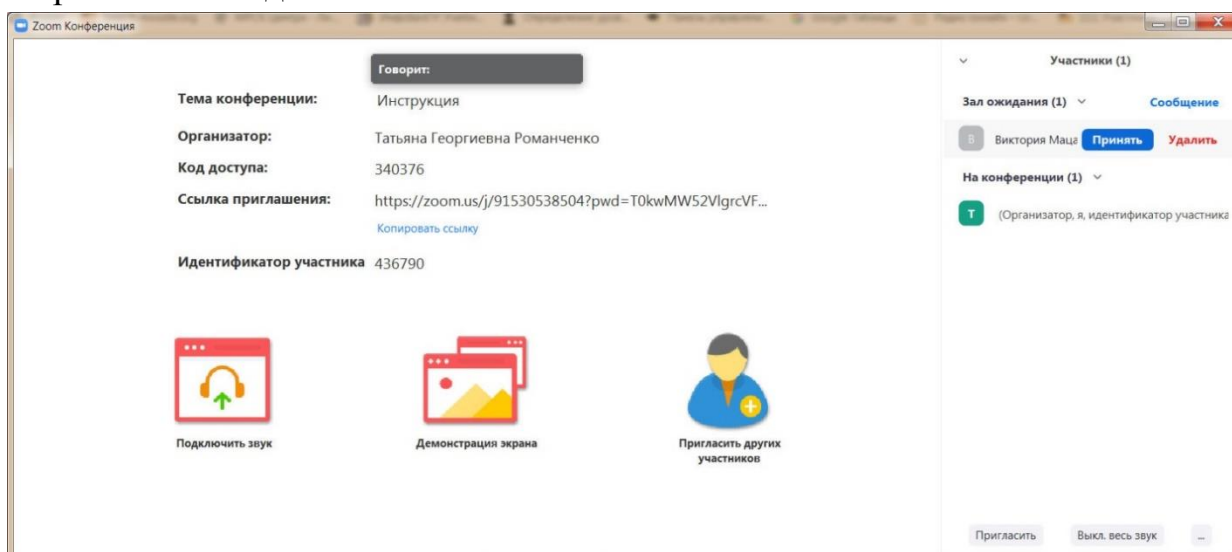 Zoom Конференция
Говорит:
Тема конференции: Инструкция
Организатор: Татьяна Георгиевна Романченко
Код доступа: 340376
Ссылка приглашения: https://zoom.us/j/91530538504?pwd=T0kwMW52VlgrcVF...
Копировать ссылку
Идентификатор участника 436790
Подключить звук
Демонстрация экрана
Пригласить других
участников
Участники (1)
Зал ожидания (1) Сообщение
В Виктория Маца Принять Удалить
На конференции (1)
Т (Организатор, я, идентификатор участника
Пригласить Выкл. весь звук ...